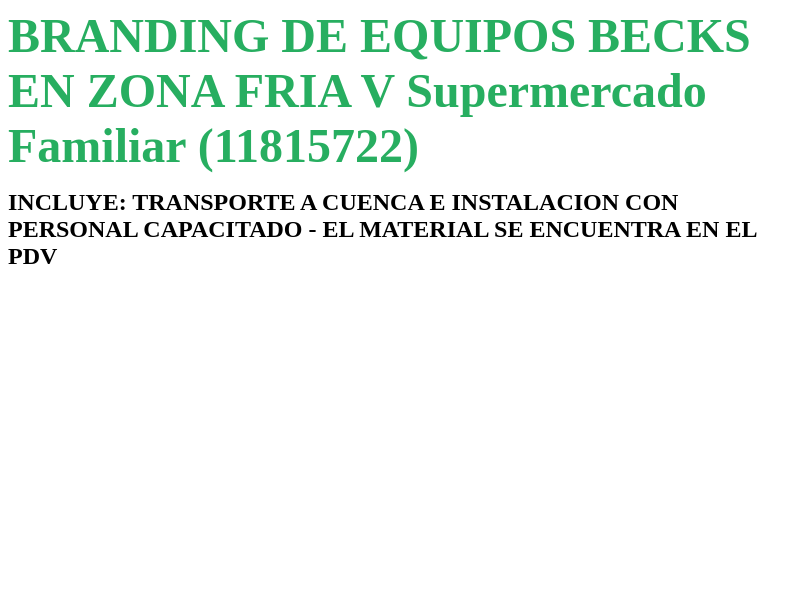 BRANDING DE EQUIPOS BECKS
EN ZONA FRIA V Supermercado
Familiar (11815722)
INCLUYE: TRANSPORTE A CUENCA E INSTALACION CON
PERSONAL CAPACITADO - EL MATERIAL SE ENCUENTRA EN EL
PDV